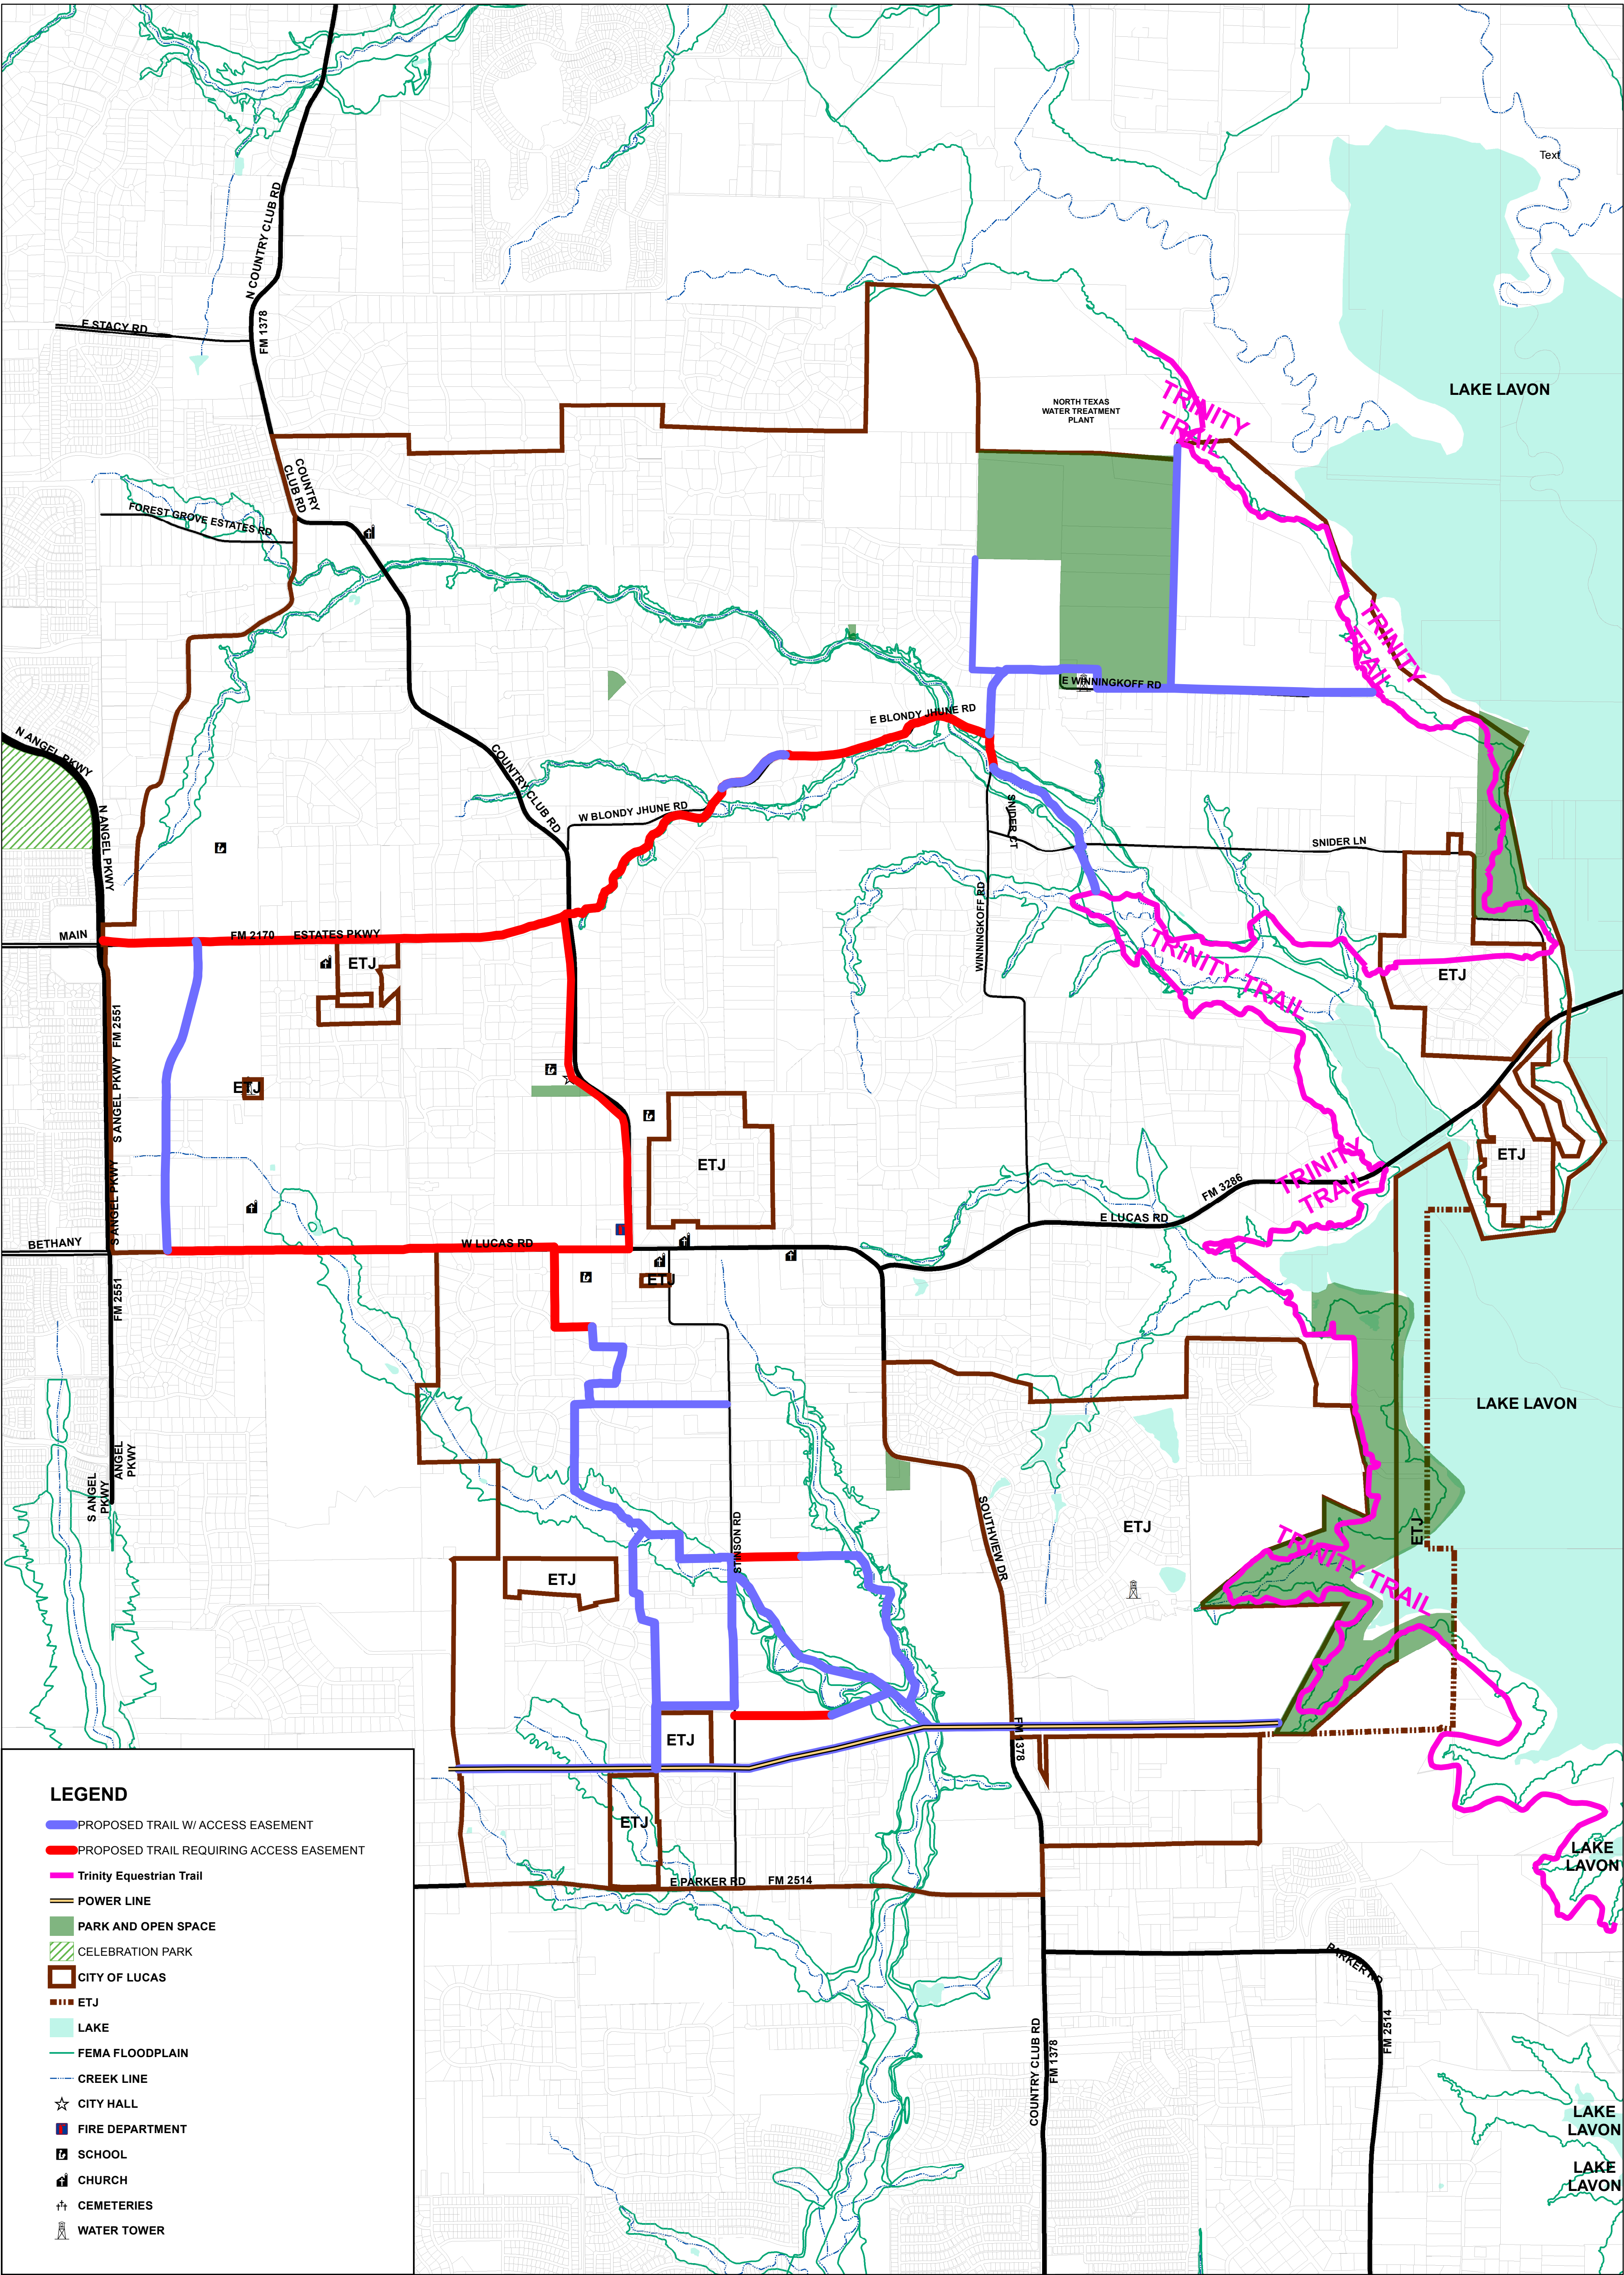 Text
N COUNTRY CLUB RD
E STACY RD
FM 1378
LAKE LAVON
NORTH TEXAS
WATER TREATMENT
PLANT
TRINITY
TRAIL
COUNTRY
CLUB RD
FOREST GROVE ESTATES RD
TRINITY
TRAIL
E WINNINGKOFF RD
E BLONDY JHUNE RD
N ANGEL PKWY
COUNTRY CLUB RD
N ANGEL PKWY
W BLONDY JHUNE RD
SNIDER CT
SNIDER LN
WINNINGKOFF RD
MAIN
FM 2170
ESTATES PKWY
ETJ
TRINITY TRAIL
ETJ
FM 2551
S ANGEL PKWY
ETJ
ETJ
ETJ
TRINITY
TRAIL
FM 3286
E LUCAS RD
S ANGEL PKWY
BETHANY
W LUCAS RD
ETJ
FM 2551
LAKE LAVON
ANGEL
PKWY
S ANGEL
PKWY
STINSON RD
SOUTHVIEW DR
ETJ
ETJ
ETJ
TRINITY TRAIL
ETJ
FM 1378
ETJ
E PARKER RD
FM 2514
LAKE
LAVON
PARKER RD
FM 2514
COUNTRY CLUB RD
FM 1378
LAKE
LAVON
LAKE
LAVON
LEGEND
PROPOSED TRAIL W/ ACCESS EASEMENT
PROPOSED TRAIL REQUIRING ACCESS EASEMENT
Trinity Equestrian Trail
POWER LINE
PARK AND OPEN SPACE
CELEBRATION PARK
CITY OF LUCAS
ETJ
LAKE
FEMA FLOODPLAIN
CREEK LINE
CITY HALL
FIRE DEPARTMENT
SCHOOL
CHURCH
CEMETERIES
WATER TOWER